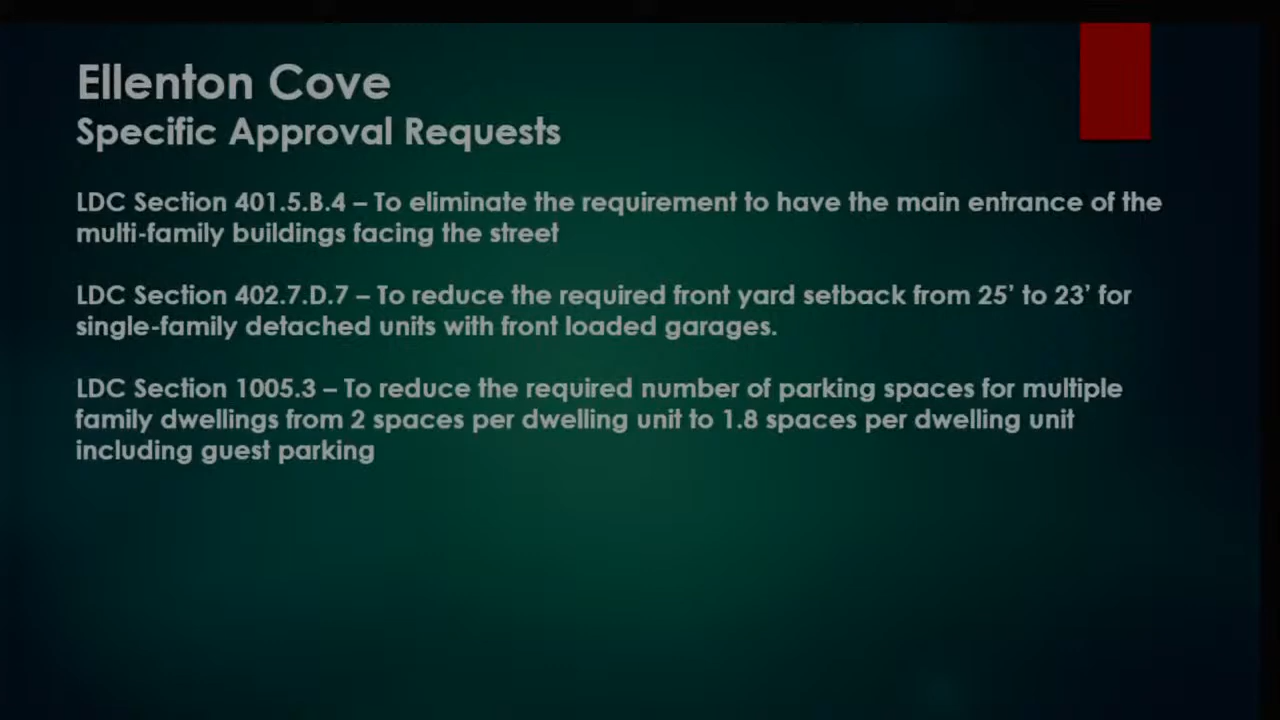 Ellenton Cove
Specific Approval Requests
LDC Section 401.5.B.4 – To eliminate the requirement to have the main entrance of the
multi-family buildings facing the street
LDC Section 402.7.D.7 – To reduce the required front yard setback from 25’ to 23’ for
single-family detached units with front loaded garages.
LDC Section 1005.3 – To reduce the required number of parking spaces for multiple
family dwellings from 2 spaces per dwelling unit to 1.8 spaces per dwelling unit
including guest parking